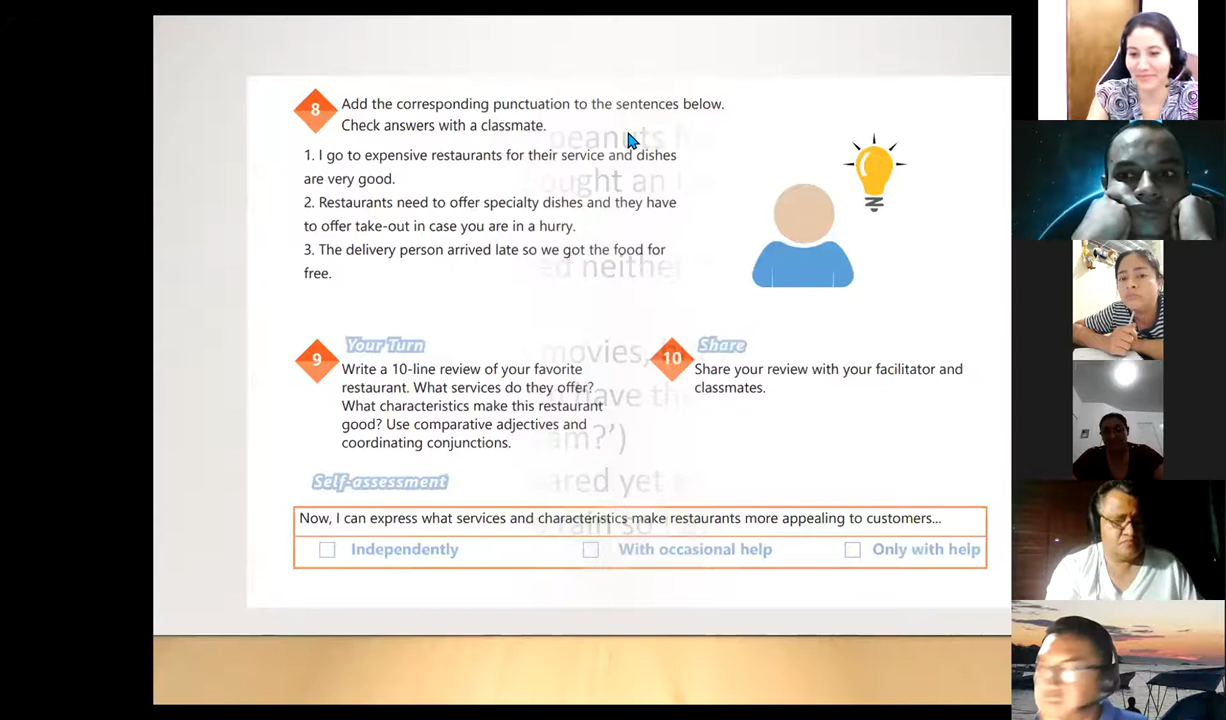 8
Add the corresponding punctuation to the sentences below.
Check answers with a classmate.
1. I go to expensive restaurants for their service and dishes
are very good.
2. Restaurants need to offer specialty dishes and they have
to offer take-out in case you are in a hurry.
3. The delivery person arrived late so we got the food for
free.
9
Your Turn
Write a 10-line review of your favorite
restaurant. What services do they offer?
What characteristics make this restaurant
good? Use comparative adjectives and
coordinating conjunctions.
10
Share
Share your review with your facilitator and
classmates.
Self-assessment
Now, I can express what services and characteristics make restaurants more appealing to customers...
Independently
With occasional help
Only with help
peanuts
neither
movies,
have
yet
so